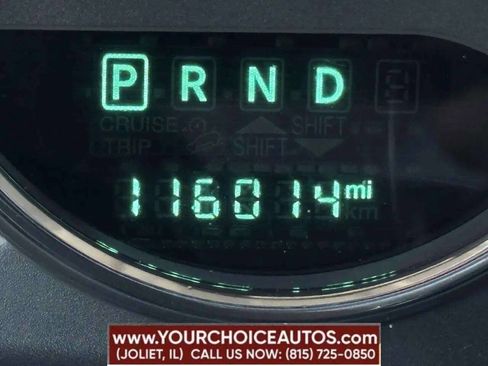 P R N D
CRUISE SHIFT
TRIP SHIFT
116014 mi
km
WWW.YOURCHOICEAUTOS.COM
(JOLIET, IL) CALL US NOW: (815) 725-0850